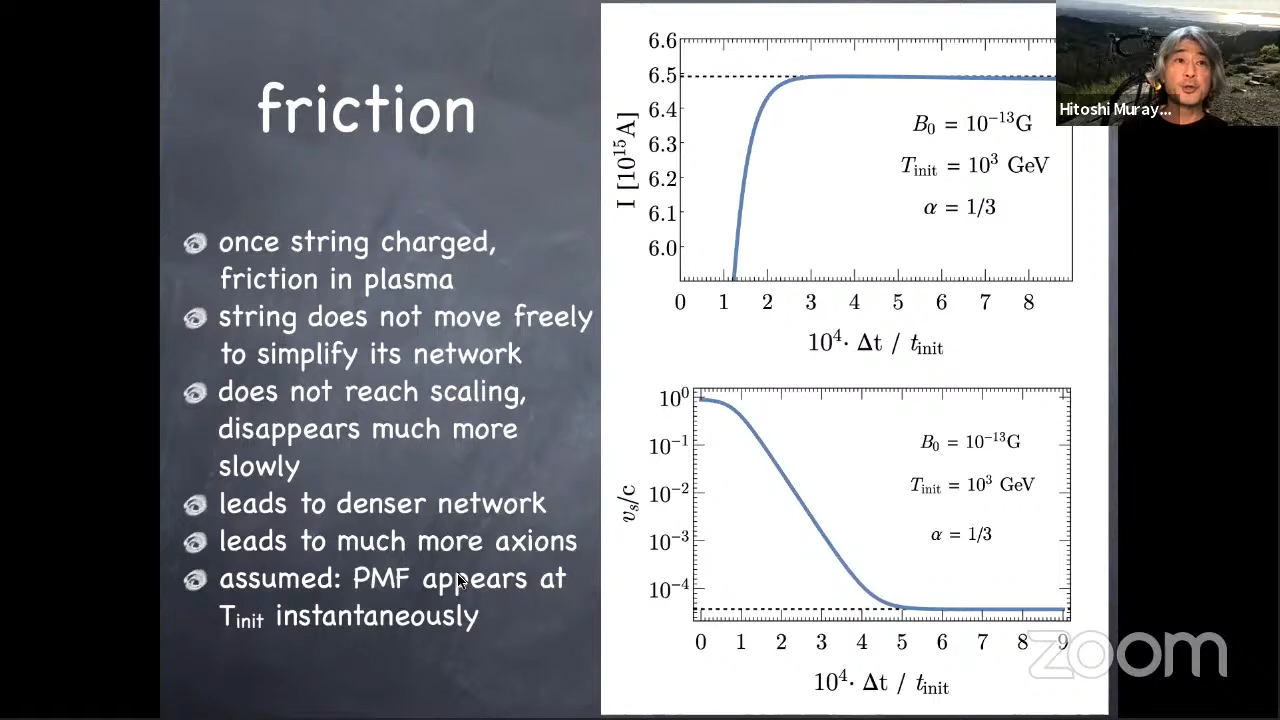 friction
once string charged,
friction in plasma
string does not move freely
to simplify its network
does not reach scaling,
disappears much more
slowly
leads to denser network
leads to much more axions
assumed: PMF appears at
T_init instantaneously
6.6
6.5
6.4
6.3
6.2
6.1
6.0
I [10^15 A]
B_0 = 10^−13 G
T_init = 10^3 GeV
α = 1/3
0 1 2 3 4 5 6 7 8
10^4· Δt / t_init
10^0
10^−1
10^−2
10^−3
10^−4
v_s/c
B_0 = 10^−13 G
T_init = 10^3 GeV
α = 1/3
0 1 2 3 4 5 6 7 8 9
10^4· Δt / t_init
Hitoshi Muray...
zoom